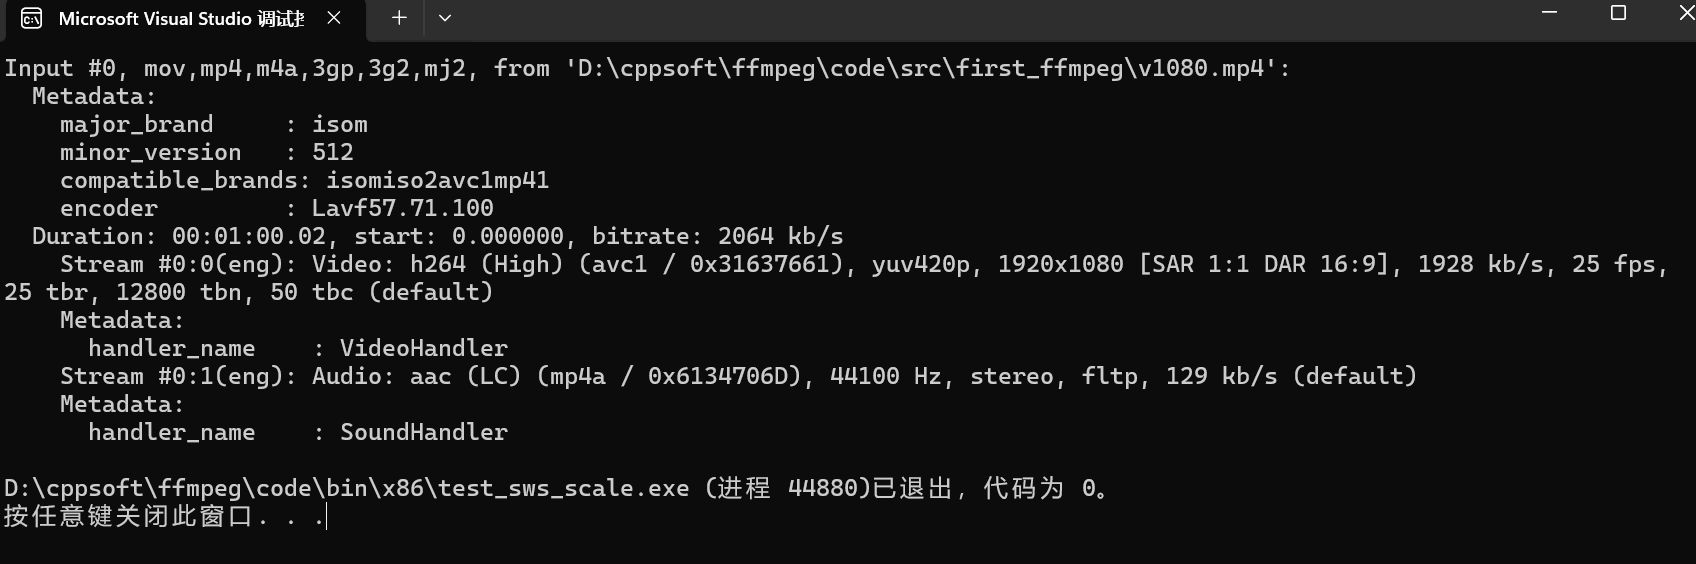 Microsoft Visual Studio 调试
Input #0, mov,mp4,m4a,3gp,3g2,mj2, from 'D:\cppsoft\ffmpeg\code\src\first_ffmpeg\v1080.mp4':
  Metadata:
    major_brand     : isom
    minor_version   : 512
    compatible_brands: isomiso2avc1mp41
    encoder         : Lavf57.71.100
  Duration: 00:01:00.02, start: 0.000000, bitrate: 2064 kb/s
    Stream #0:0(eng): Video: h264 (High) (avc1 / 0x31637661), yuv420p, 1920x1080 [SAR 1:1 DAR 16:9], 1928 kb/s, 25 fps,
25 tbr, 12800 tbn, 50 tbc (default)
    Metadata:
      handler_name    : VideoHandler
    Stream #0:1(eng): Audio: aac (LC) (mp4a / 0x6134706D), 44100 Hz, stereo, fltp, 129 kb/s (default)
    Metadata:
      handler_name    : SoundHandler
D:\cppsoft\ffmpeg\code\bin\x86\test_sws_scale.exe (进程 44880)已退出，代码为 0。
按任意键关闭此窗口. . .